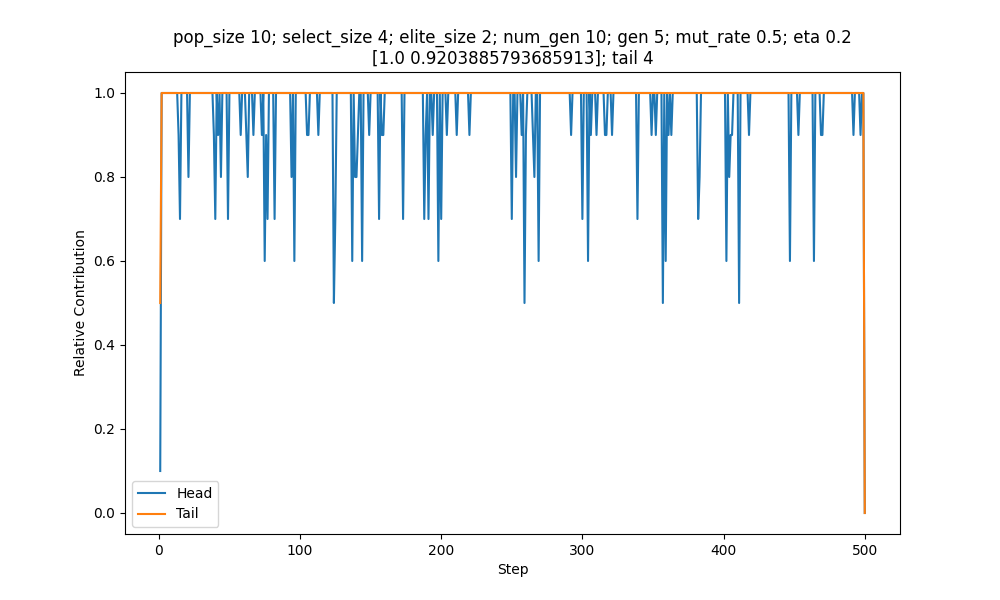 pop_size 10; select_size 4; elite_size 2; num_gen 10; gen 5; mut_rate 0.5; eta 0.2
[1.0 0.9203885793685913]; tail 4
1.0
0.8
0.6
0.4
0.2
0.0
Relative Contribution
Head
Tail
0 100 200 300 400 500
Step